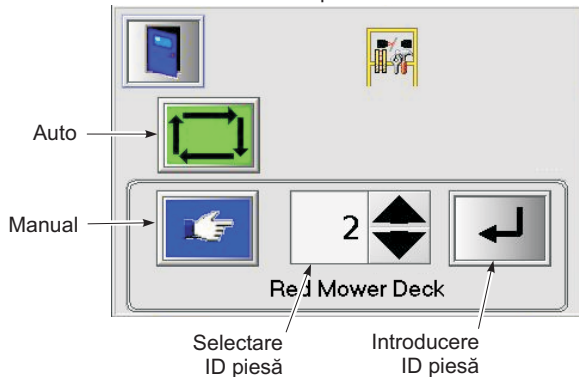 Auto
Manual
2
Red Mower Deck
Selectare
ID piesă
Introducere
ID piesă